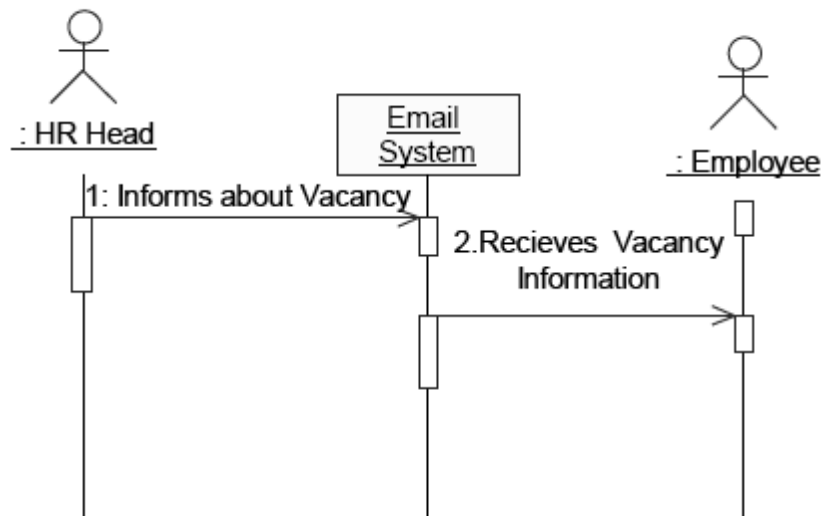 : HR Head
Email
System
: Employee
1: Informs about Vacancy
2.Recieves Vacancy
Information